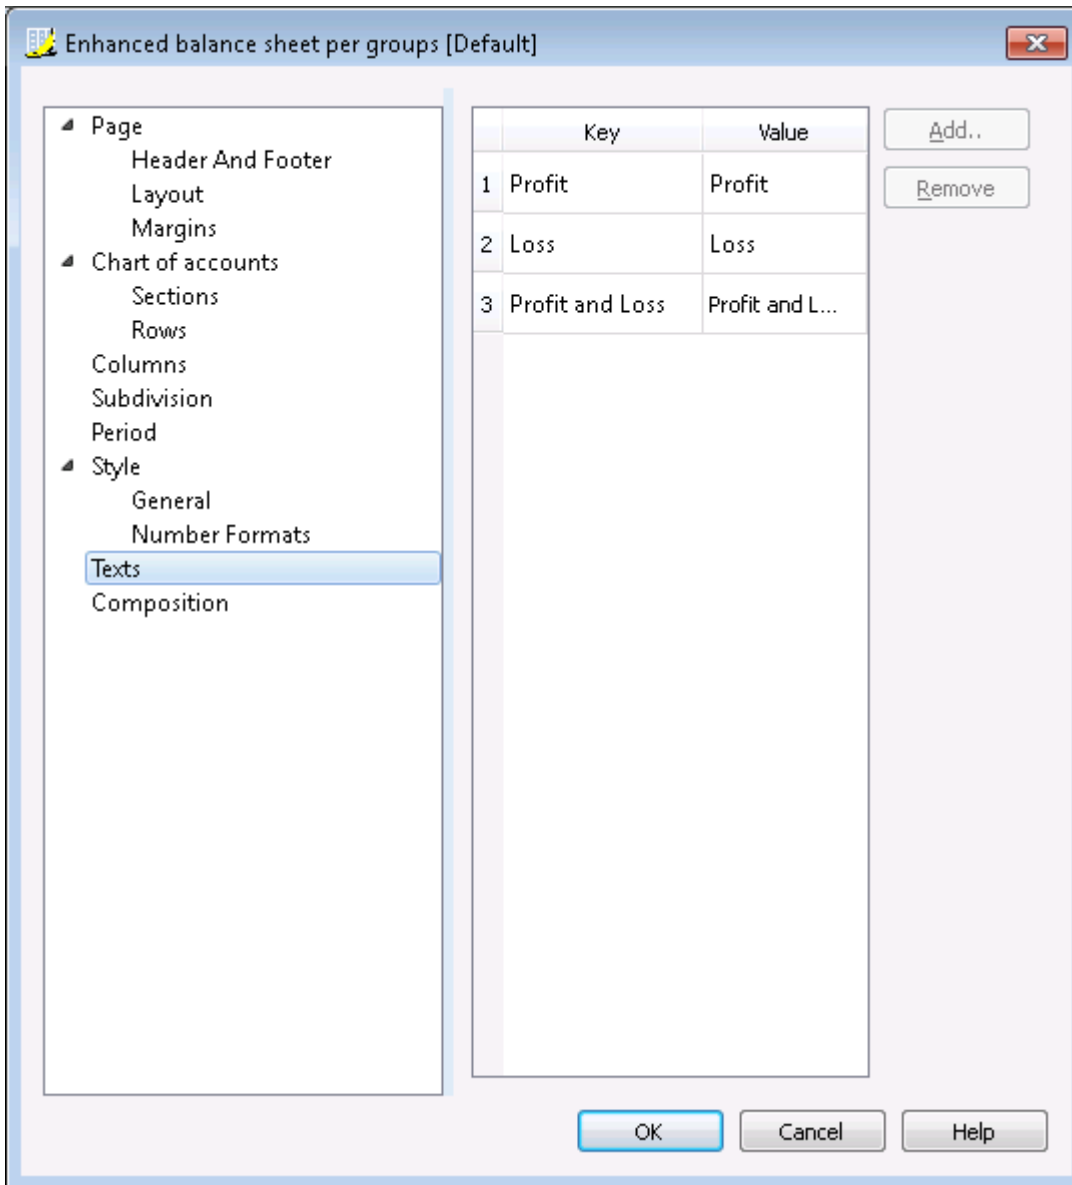 Enhanced balance sheet per groups [Default]
Page
Header And Footer
Layout
Margins
Chart of accounts
Sections
Rows
Columns
Subdivision
Period
Style
General
Number Formats
Texts
Composition
Key Value
1 Profit Profit
2 Loss Loss
3 Profit and Loss Profit and L...
Add..
Remove
OK Cancel Help